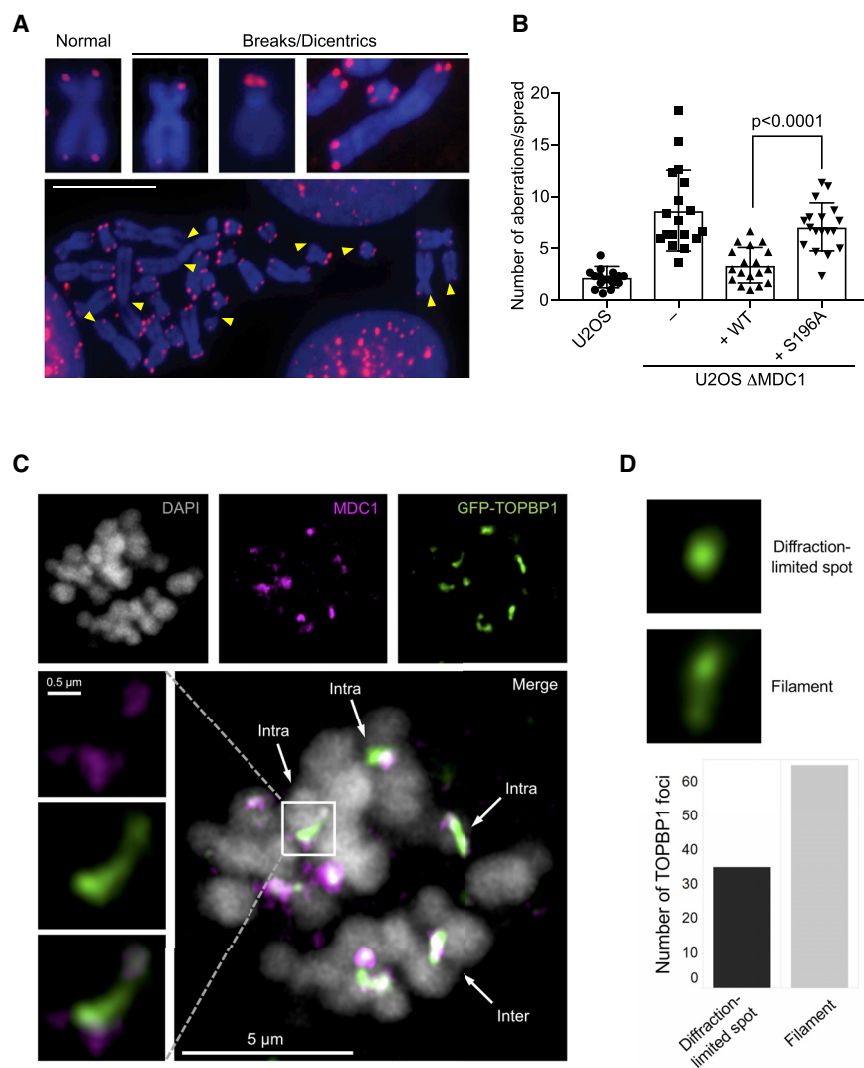 A
Normal
Breaks/Dicentrics
B
Number of aberrations/spread
20
15
10
5
0
p<0.0001
U2OS
–
+ WT
+ S196A
U2OS ΔMDC1
C
DAPI
MDC1
GFP-TOPBP1
0.5 µm
Merge
Intra
Intra
Intra
Inter
5 µm
D
Diffraction-
limited spot
Filament
Number of TOPBP1 foci
60
50
40
30
20
10
0
Diffraction-
limited spot
Filament